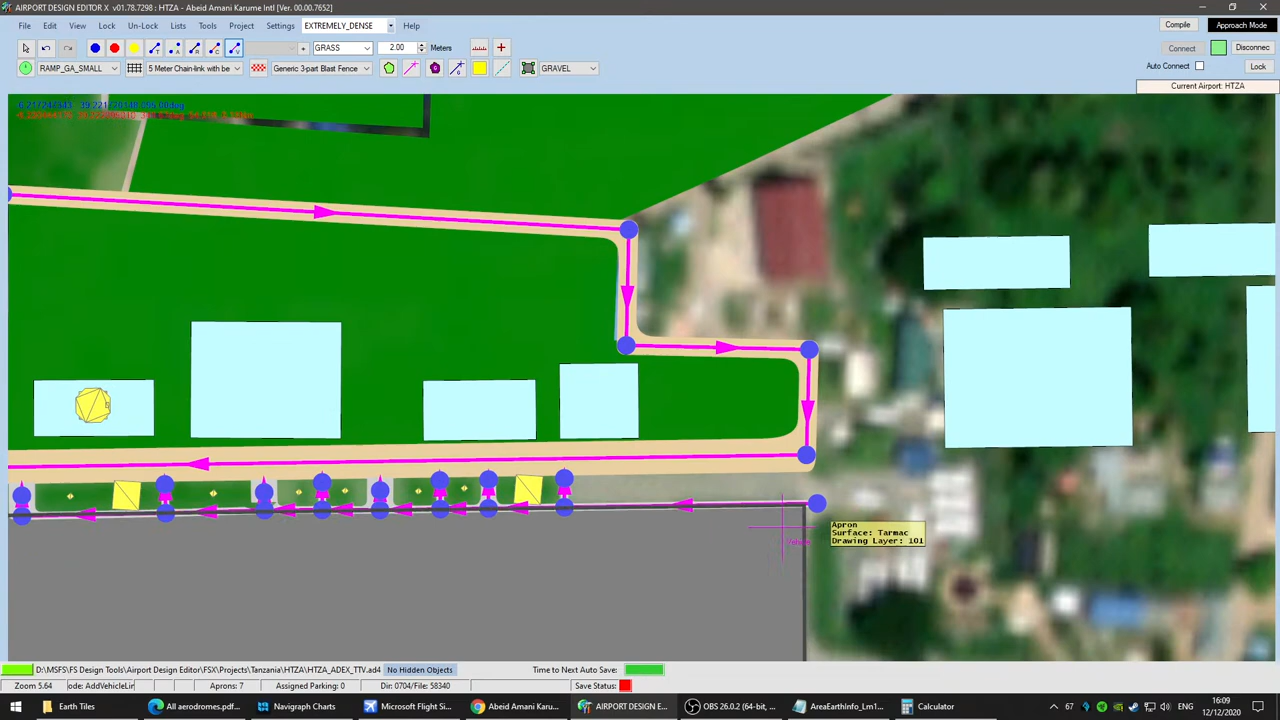 AIRPORT DESIGN EDITOR X v01.78.7298 : HTZA - Abeid Amani Karume Intl (Ver. 00.00.7652)
File Edit View Lock Un-Lock Lists Tools Project Settings EXTREMELY_DENSE Help
Compile Approach Mode
GRASS 2.00 Meters
Connect Disconnec
RAMP_GA_SMALL 5 Meter Chain-link with be Generic 3-part Blast Fence GRAVEL
Auto Connect Lock
Current Airport: HTZA
Apron
Surface: Tarmac
Drawing Layer: 101
Vehicle
D:\MSFS\FS Design Tools\Airport Design Editor\FSX\Projects\Tanzania\HTZA\HTZA_ADEX_TTV.ad4 No Hidden Objects Time to Next Auto Save:
Zoom 5.64 ode: AddVehicleLir Aprons: 7 Assigned Parking: 0 Dir: 0704/File: 58340 Save Status:
Earth Tiles All aerodromes.pdf... Navigraph Charts Microsoft Flight Si... Abeid Amani Karu... AIRPORT DESIGN E... OBS 26.0.2 (64-bit, ... AreaEarthInfo_Lm1... Calculator 67 ENG 16:09
12/12/2020